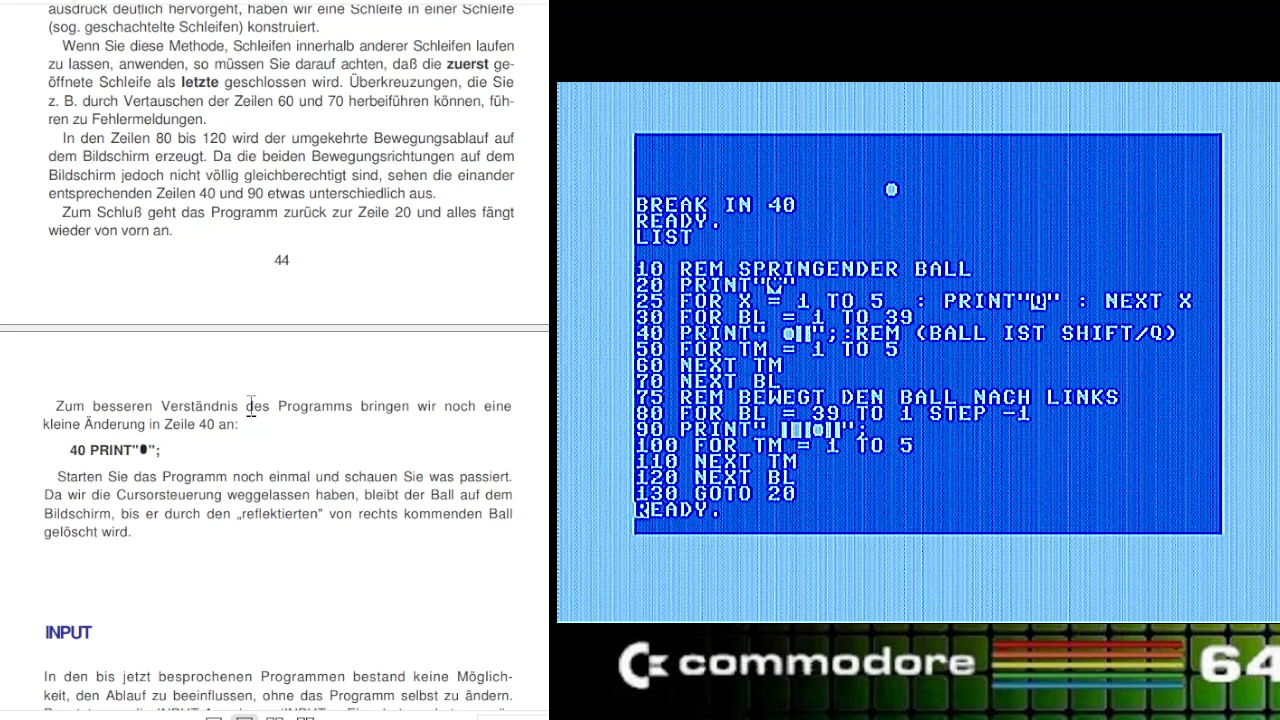 ausdruck deutlich hervorgeht, haben wir eine Schleife in einer Schleife
(sog. geschachtelte Schleifen) konstruiert.
Wenn Sie diese Methode, Schleifen innerhalb anderer Schleifen laufen
zu lassen, anwenden, so müssen Sie darauf achten, daß die zuerst ge-
öffnete Schleife als letzte geschlossen wird. Überkreuzungen, die Sie
z. B. durch Vertauschen der Zeilen 60 und 70 herbeiführen können, füh-
ren zu Fehlermeldungen.
In den Zeilen 80 bis 120 wird der umgekehrte Bewegungsablauf auf
dem Bildschirm erzeugt. Da die beiden Bewegungsrichtungen auf dem
Bildschirm jedoch nicht völlig gleichberechtigt sind, sehen die einander
entsprechenden Zeilen 40 und 90 etwas unterschiedlich aus.
Zum Schluß geht das Programm zurück zur Zeile 20 und alles fängt
wieder von vorn an.
44
Zum besseren Verständnis des Programms bringen wir noch eine
kleine Änderung in Zeile 40 an:
40 PRINT"●";
Starten Sie das Programm noch einmal und schauen Sie was passiert.
Da wir die Cursorsteuerung weggelassen haben, bleibt der Ball auf dem
Bildschirm, bis er durch den „reflektierten" von rechts kommenden Ball
gelöscht wird.
INPUT
In den bis jetzt besprochenen Programmen bestand keine Möglich-
keit, den Ablauf zu beeinflussen, ohne das Programm selbst zu ändern.
BREAK IN 40
READY.
LIST
10 REM SPRINGENDER BALL
20 PRINT"♥"
25 FOR X = 1 TO 5 : PRINT"Q" : NEXT X
30 FOR BL = 1 TO 39
40 PRINT" ●||";:REM (BALL IST SHIFT/Q)
50 FOR TM = 1 TO 5
60 NEXT TM
70 NEXT BL
75 REM BEWEGT DEN BALL NACH LINKS
80 FOR BL = 39 TO 1 STEP -1
90 PRINT" |||●||";
100 FOR TM = 1 TO 5
110 NEXT TM
120 NEXT BL
130 GOTO 20
READY.
commodore 64